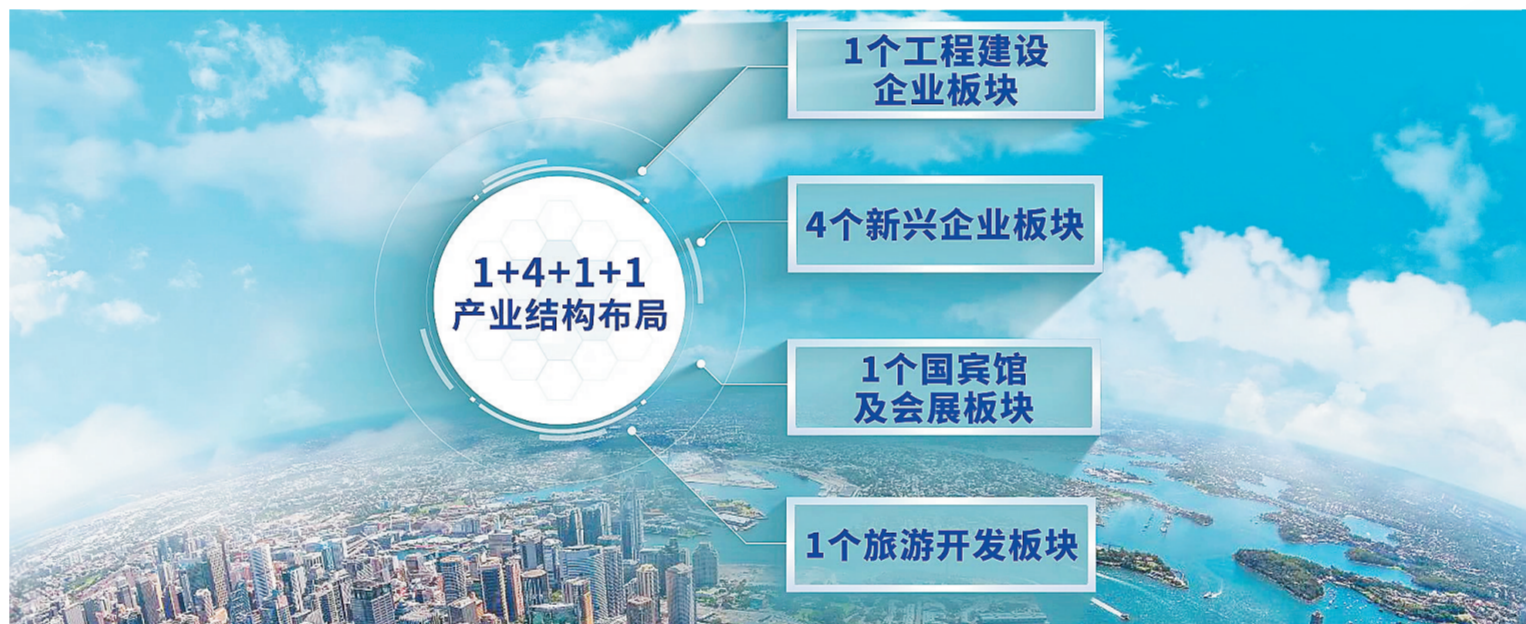 1+4+1+1
产业结构布局
1个工程建设
企业板块
4个新兴企业板块
1个国宾馆
及会展板块
1个旅游开发板块